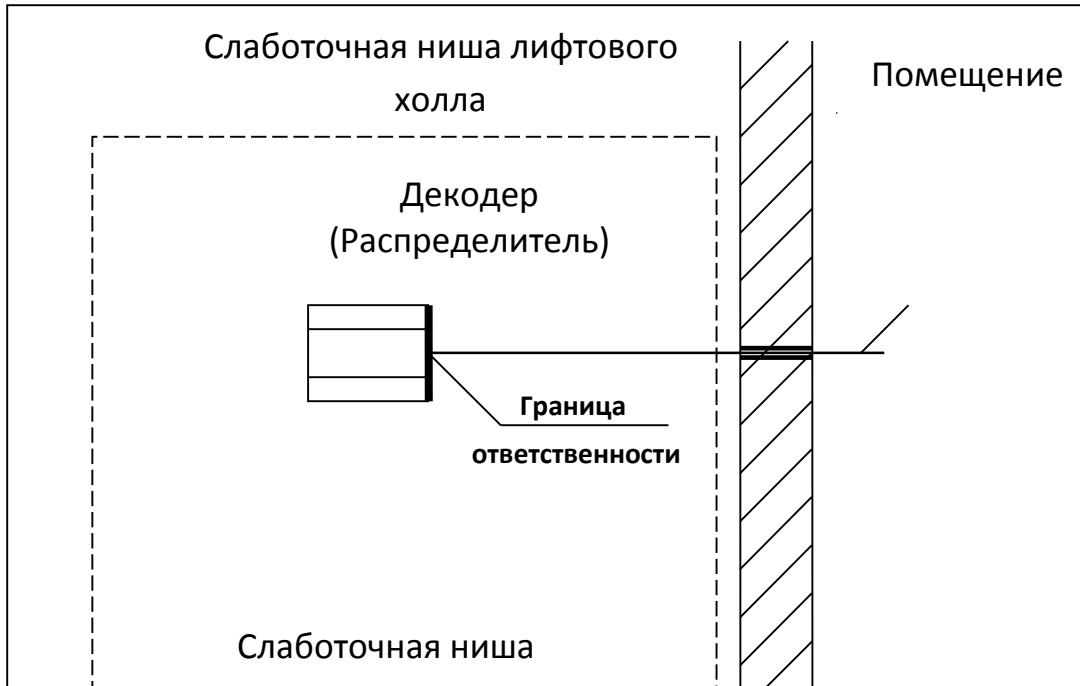 Слаботочная ниша лифтового
холла
Помещение
Декодер
(Распределитель)
Граница
ответственности
Слаботочная ниша